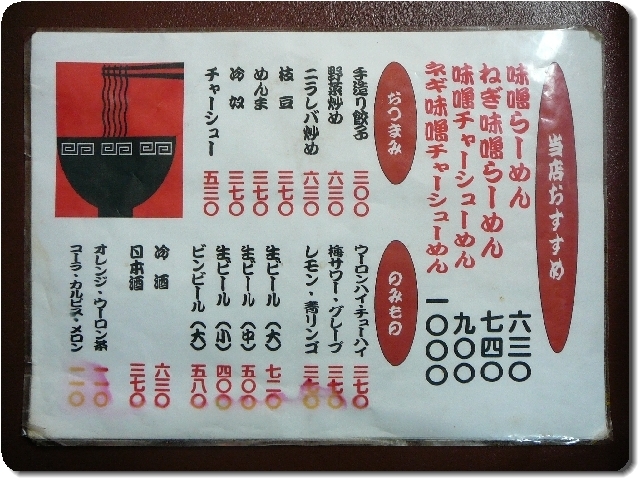 当店おすすめ
味噌らーめん 六三〇
ねぎ味噌らーめん 七四〇
味噌チャーシューめん 九〇〇
ネギ味噌チャーシューめん 一〇〇〇
おつまみ
手造り餃子 三〇〇
野菜炒め 六三〇
ニラレバ炒め 六三〇
枝豆 三七〇
めんま 三七〇
冷奴 三七〇
チャーシュー 五三〇
のみもの
ウーロンハイ・チューハイ 三七〇
梅サワー・グレープ 三七〇
レモン・青リンゴ 三七〇
生ビール(大) 七二〇
生ビール(中) 五〇〇
生ビール(小) 四〇〇
ビンビール(大) 五八〇
冷酒 六三〇
日本酒 三七〇
オレンジ・ウーロン茶
コーラ・カルピス・メロン